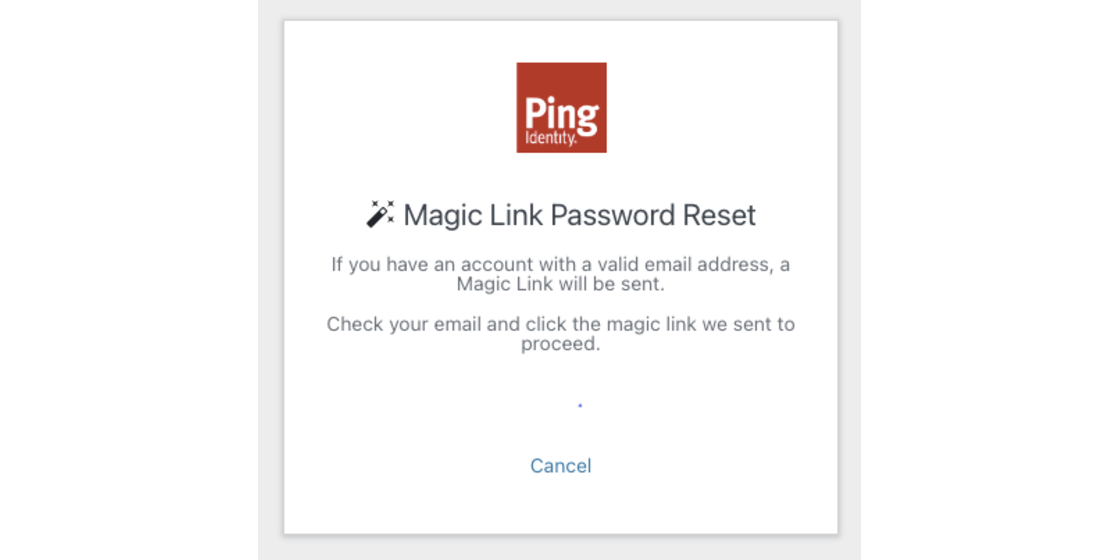 Ping
Identity.
Magic Link Password Reset
If you have an account with a valid email address, a
Magic Link will be sent.
Check your email and click the magic link we sent to
proceed.
Cancel